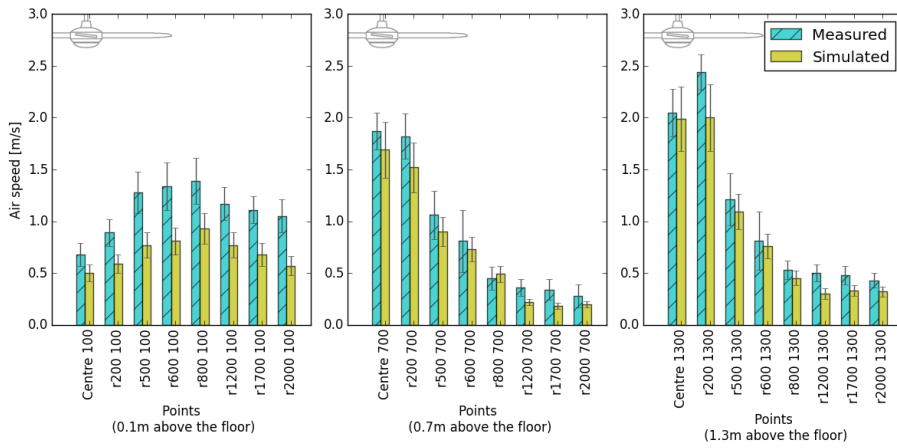 3.0
2.5
2.0
1.5
1.0
0.5
0.0
Air speed [m/s]
Centre 100
r200 100
r500 100
r600 100
r800 100
r1200 100
r1700 100
r2000 100
Points
(0.1m above the floor)
3.0
2.5
2.0
1.5
1.0
0.5
0.0
Centre 700
r200 700
r500 700
r600 700
r800 700
r1200 700
r1700 700
r2000 700
Points
(0.7m above the floor)
3.0
2.5
2.0
1.5
1.0
0.5
0.0
Measured
Simulated
Centre 1300
r200 1300
r500 1300
r600 1300
r800 1300
r1200 1300
r1700 1300
r2000 1300
Points
(1.3m above the floor)